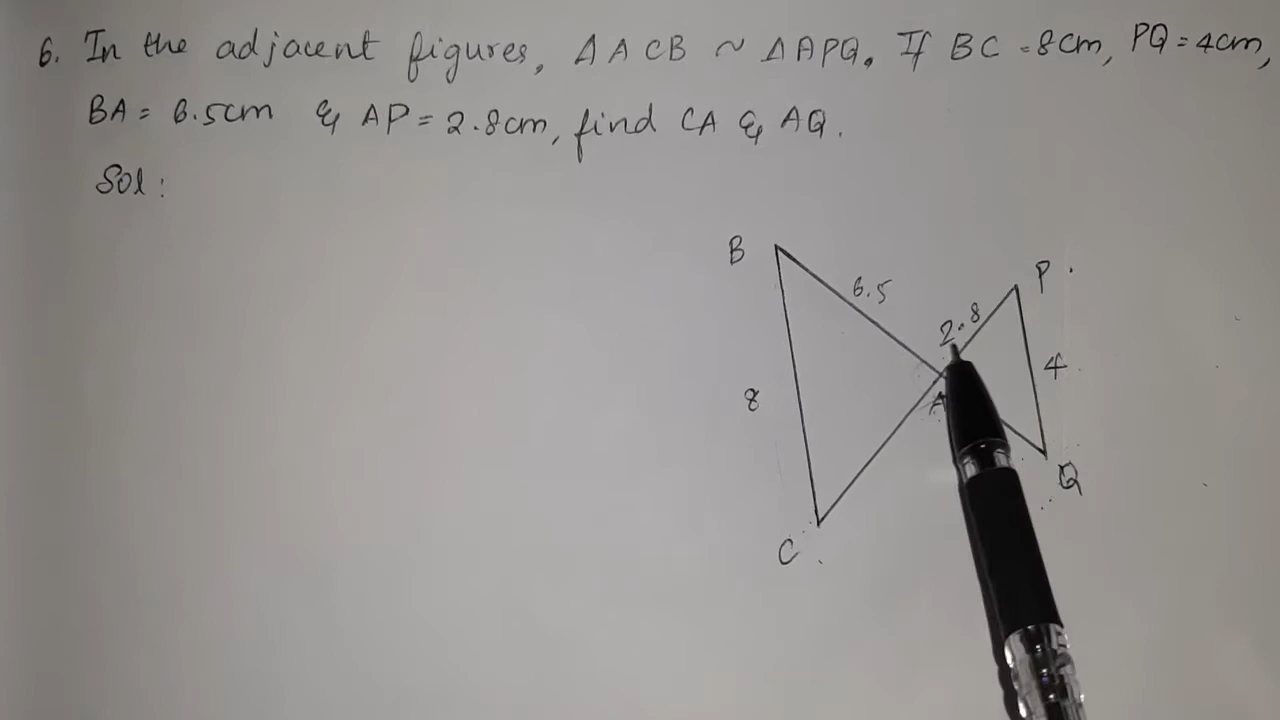 6. In the adjacent figures, ΔACB ~ ΔAPQ. If BC = 8cm, PQ = 4cm,
BA = 6.5cm & AP = 2.8cm, find CA & AQ.
Sol:
B
6.5
2.8
P
8
4
A
Q
C